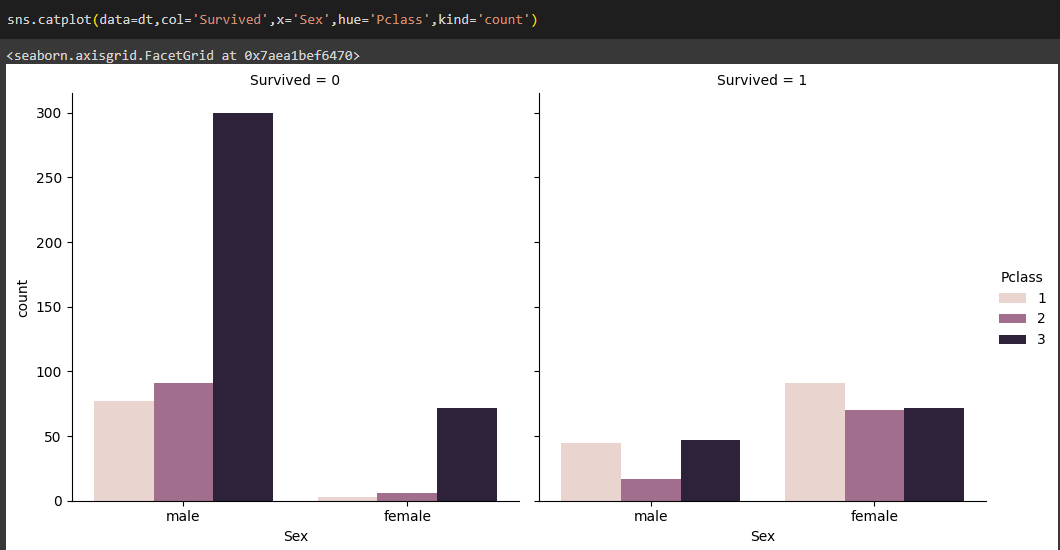 sns.catplot(data=dt,col='Survived',x='Sex',hue='Pclass',kind='count')
<seaborn.axisgrid.FacetGrid at 0x7aea1bef6470>
Survived = 0
Survived = 1
300
250
200
150
100
50
0
count
male
female
Sex
male
female
Sex
Pclass
1
2
3